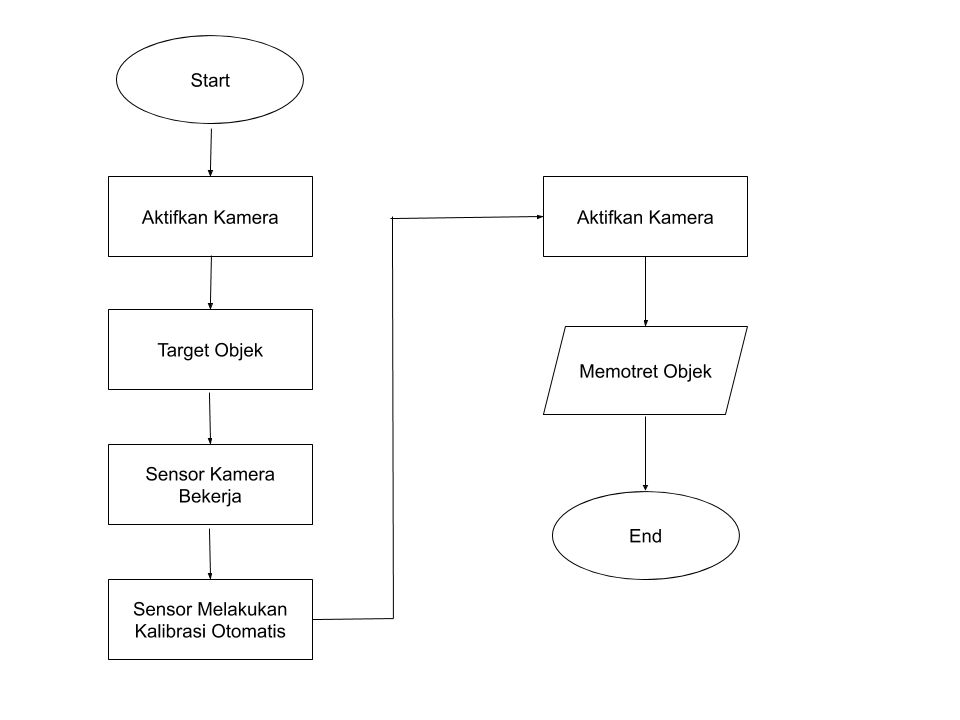 Start
Aktifkan Kamera
Target Objek
Sensor Kamera
Bekerja
Sensor Melakukan
Kalibrasi Otomatis
Aktifkan Kamera
Memotret Objek
End